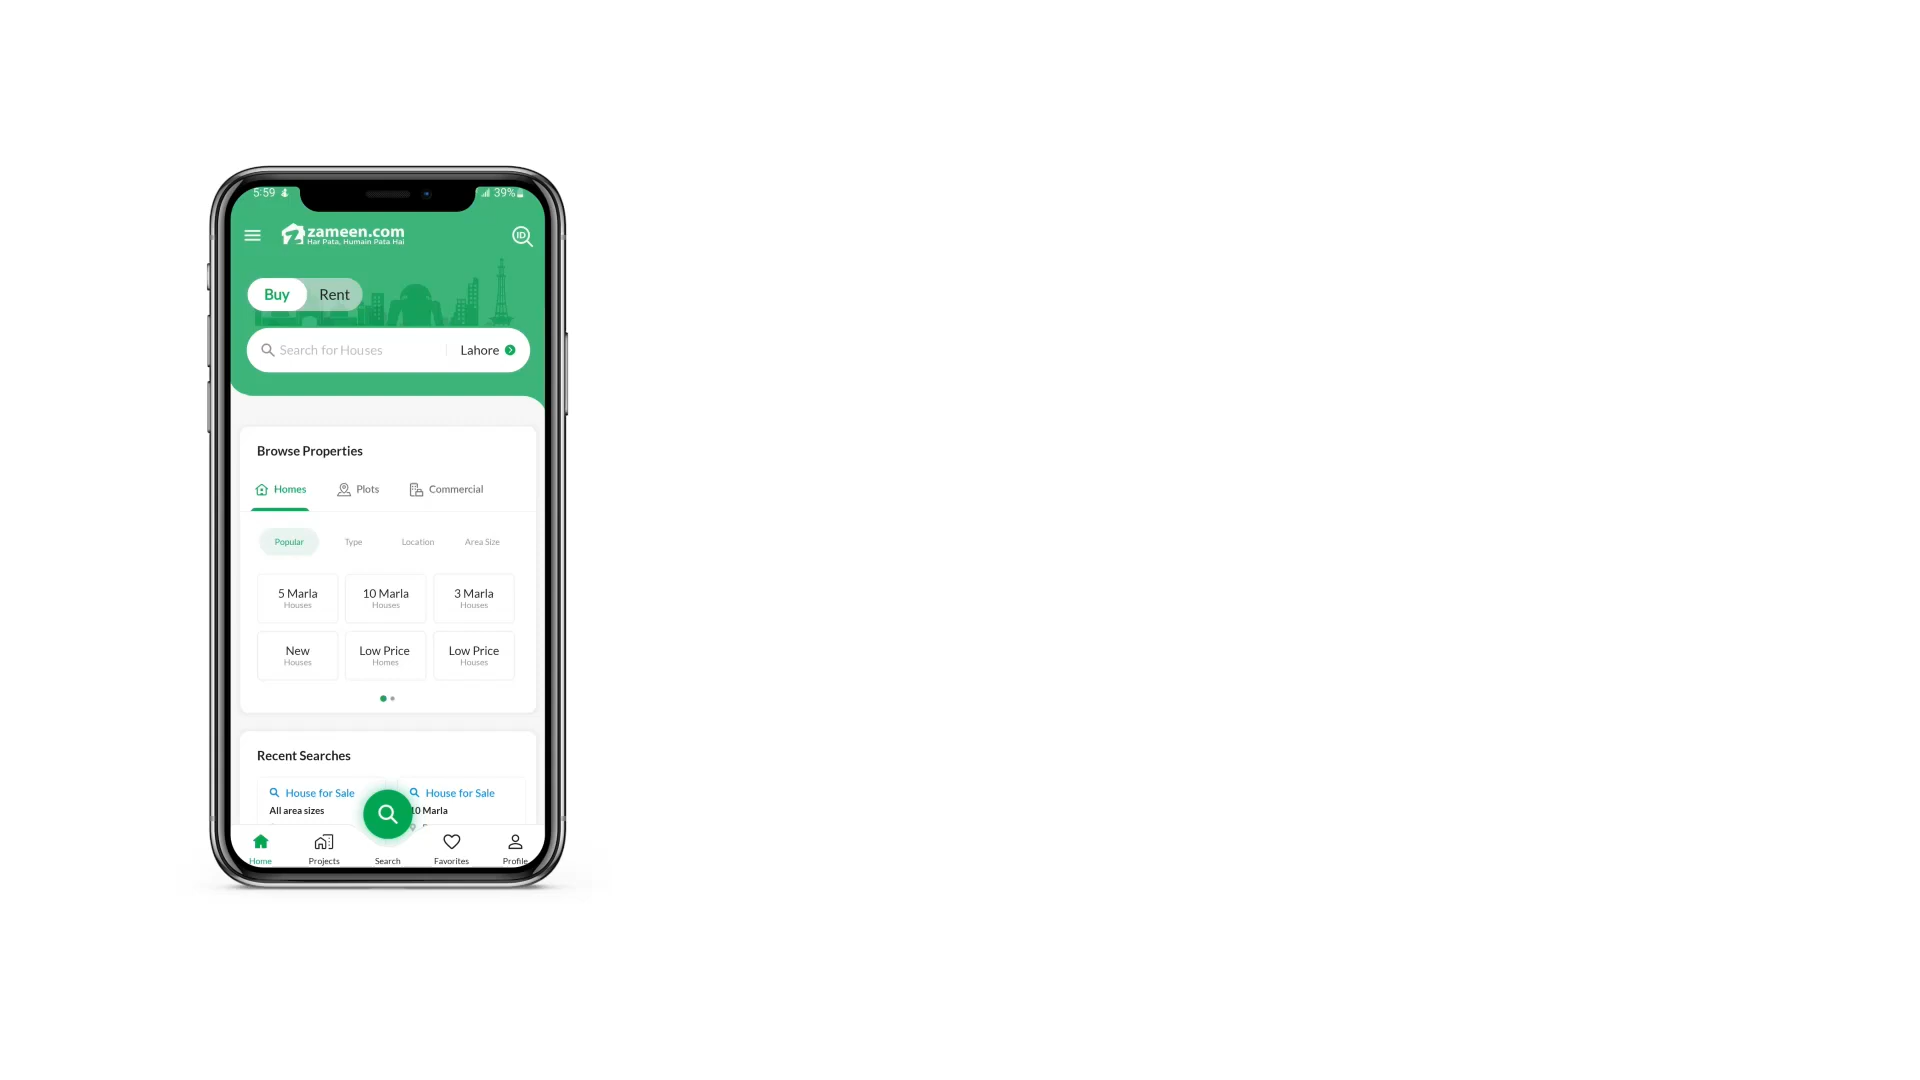 5:59
39%
zameen.com
Har Pata, Humain Pata Hai
ID
Buy
Rent
Search for Houses
Lahore
Browse Properties
Homes
Plots
Commercial
Popular
Type
Location
Area Size
5 Marla
Houses
10 Marla
Houses
3 Marla
Houses
New
Houses
Low Price
Homes
Low Price
Houses
Recent Searches
House for Sale
All area sizes
House for Sale
10 Marla
Home
Projects
Search
Favorites
Profile